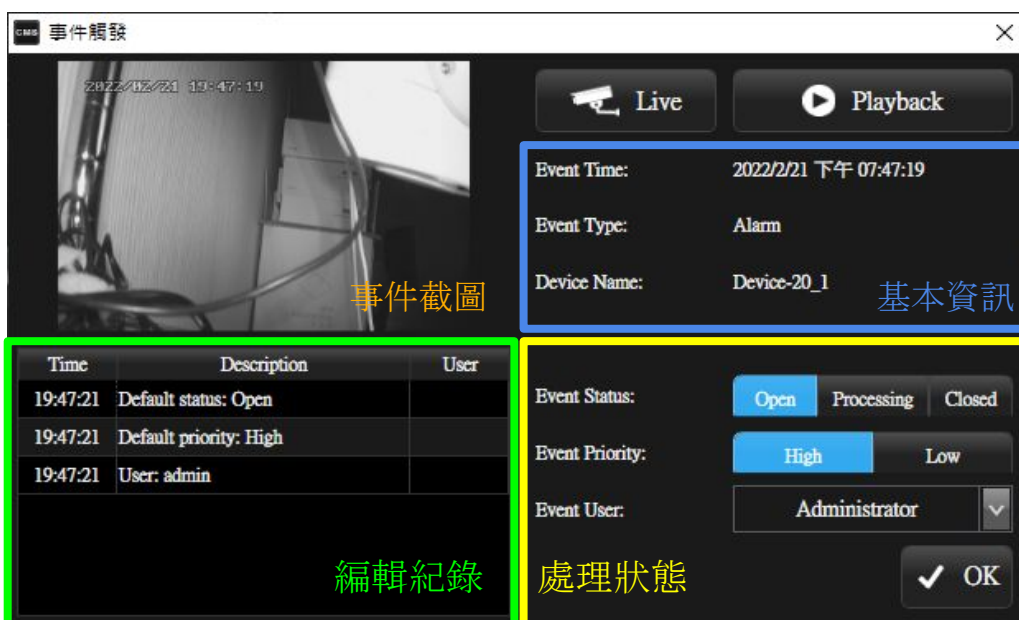 CMS 事件觸發
2022/02/21 19:47:19
事件截圖
Live
Playback
Event Time: 2022/2/21 下午 07:47:19
Event Type: Alarm
Device Name: Device-20_1
基本資訊
Time Description User
19:47:21 Default status: Open
19:47:21 Default priority: High
19:47:21 User: admin
編輯紀錄
Event Status: Open Processing Closed
Event Priority: High Low
Event User: Administrator
處理狀態
OK